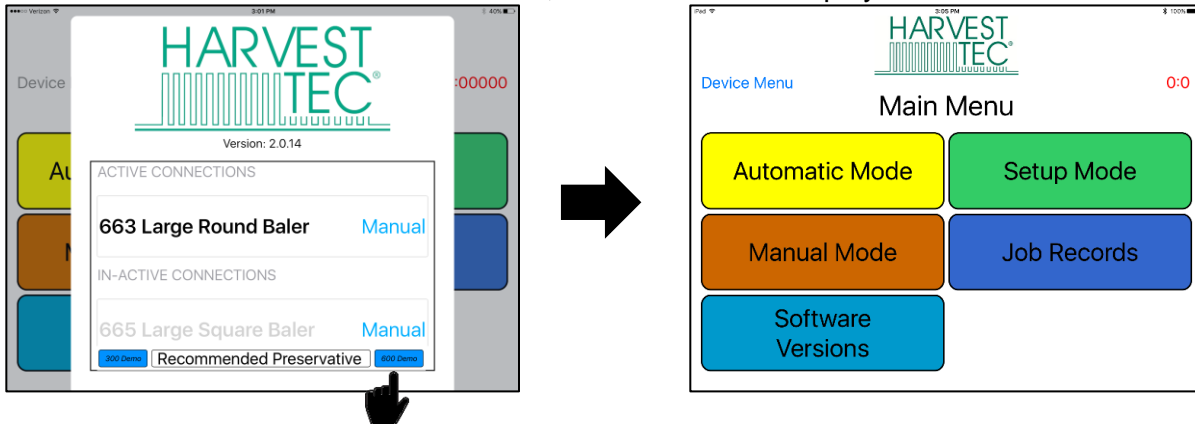 Verizon
3:01 PM
40%
HARVEST
TEC®
Device
:00000
Version: 2.0.14
Au
ACTIVE CONNECTIONS
663 Large Round Baler Manual
IN-ACTIVE CONNECTIONS
665 Large Square Baler Manual
300 Demo Recommended Preservative 600 Demo
iPad
3:05 PM
100%
HARVEST
TEC®
Device Menu
0:0
Main Menu
Automatic Mode
Setup Mode
Manual Mode
Job Records
Software
Versions